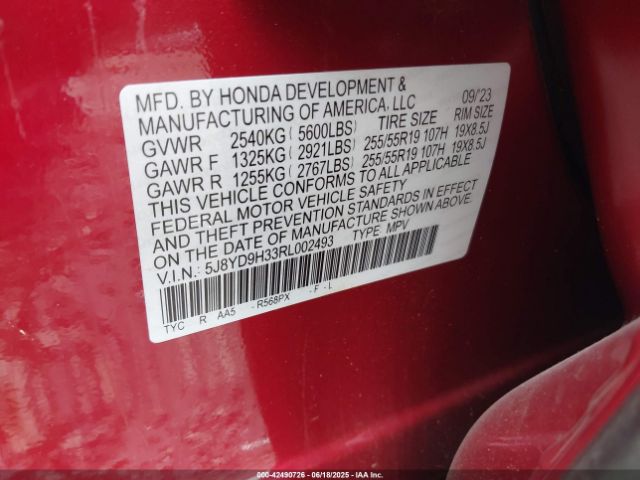 MFD. BY HONDA DEVELOPMENT & 09/'23
MANUFACTURING OF AMERICA, LLC
GVWR 2540KG (5600LBS) TIRE SIZE RIM SIZE
GAWR F 1325KG (2921LBS) 255/55R19 107H 19X8.5J
GAWR R 1255KG (2767LBS) 255/55R19 107H 19X8.5J
THIS VEHICLE CONFORMS TO ALL APPLICABLE
FEDERAL MOTOR VEHICLE SAFETY
AND THEFT PREVENTION STANDARDS IN EFFECT
ON THE DATE OF MANUFACTURE SHOWN ABOVE.
V.I.N.: 5J8YD9H33RL002493 TYPE: MPV
TYC R AA5 - R568PX - F - L
00-42490726 - 06/18/2025 - IAA Inc.